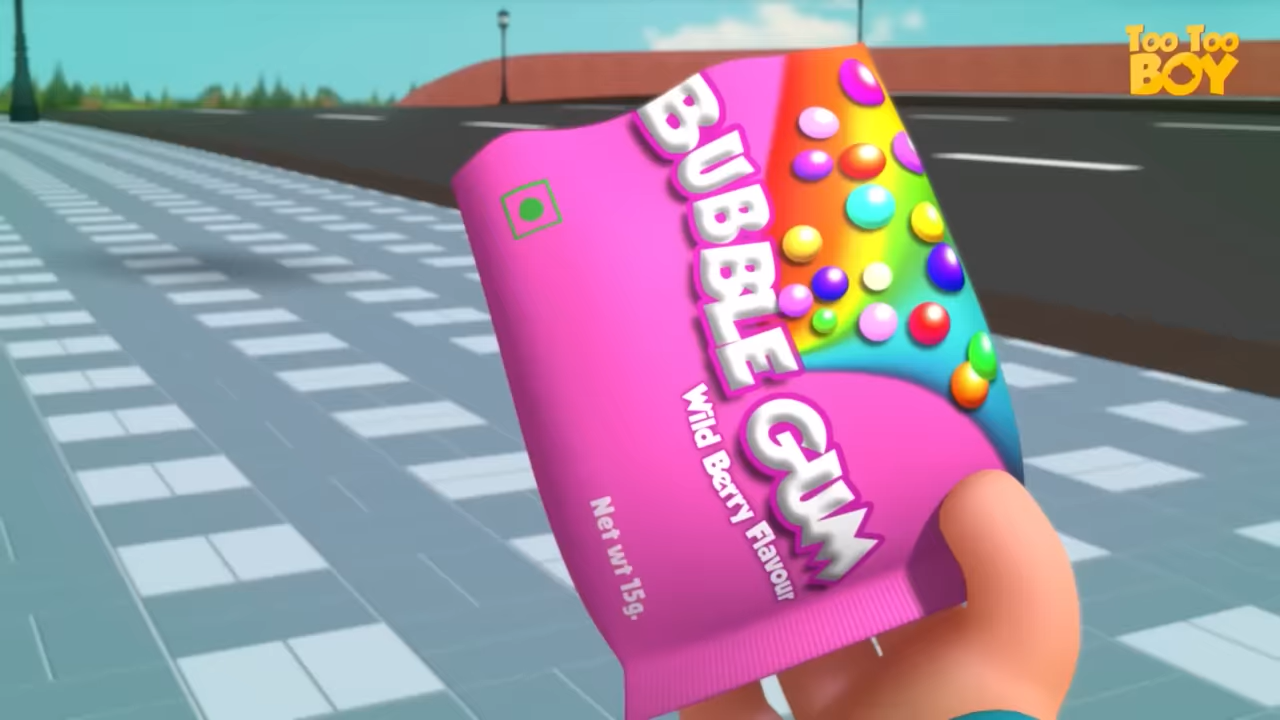 Too Too
BOY
BUBBLE GUM
Wild Berry Flavour
Net wt 15g.